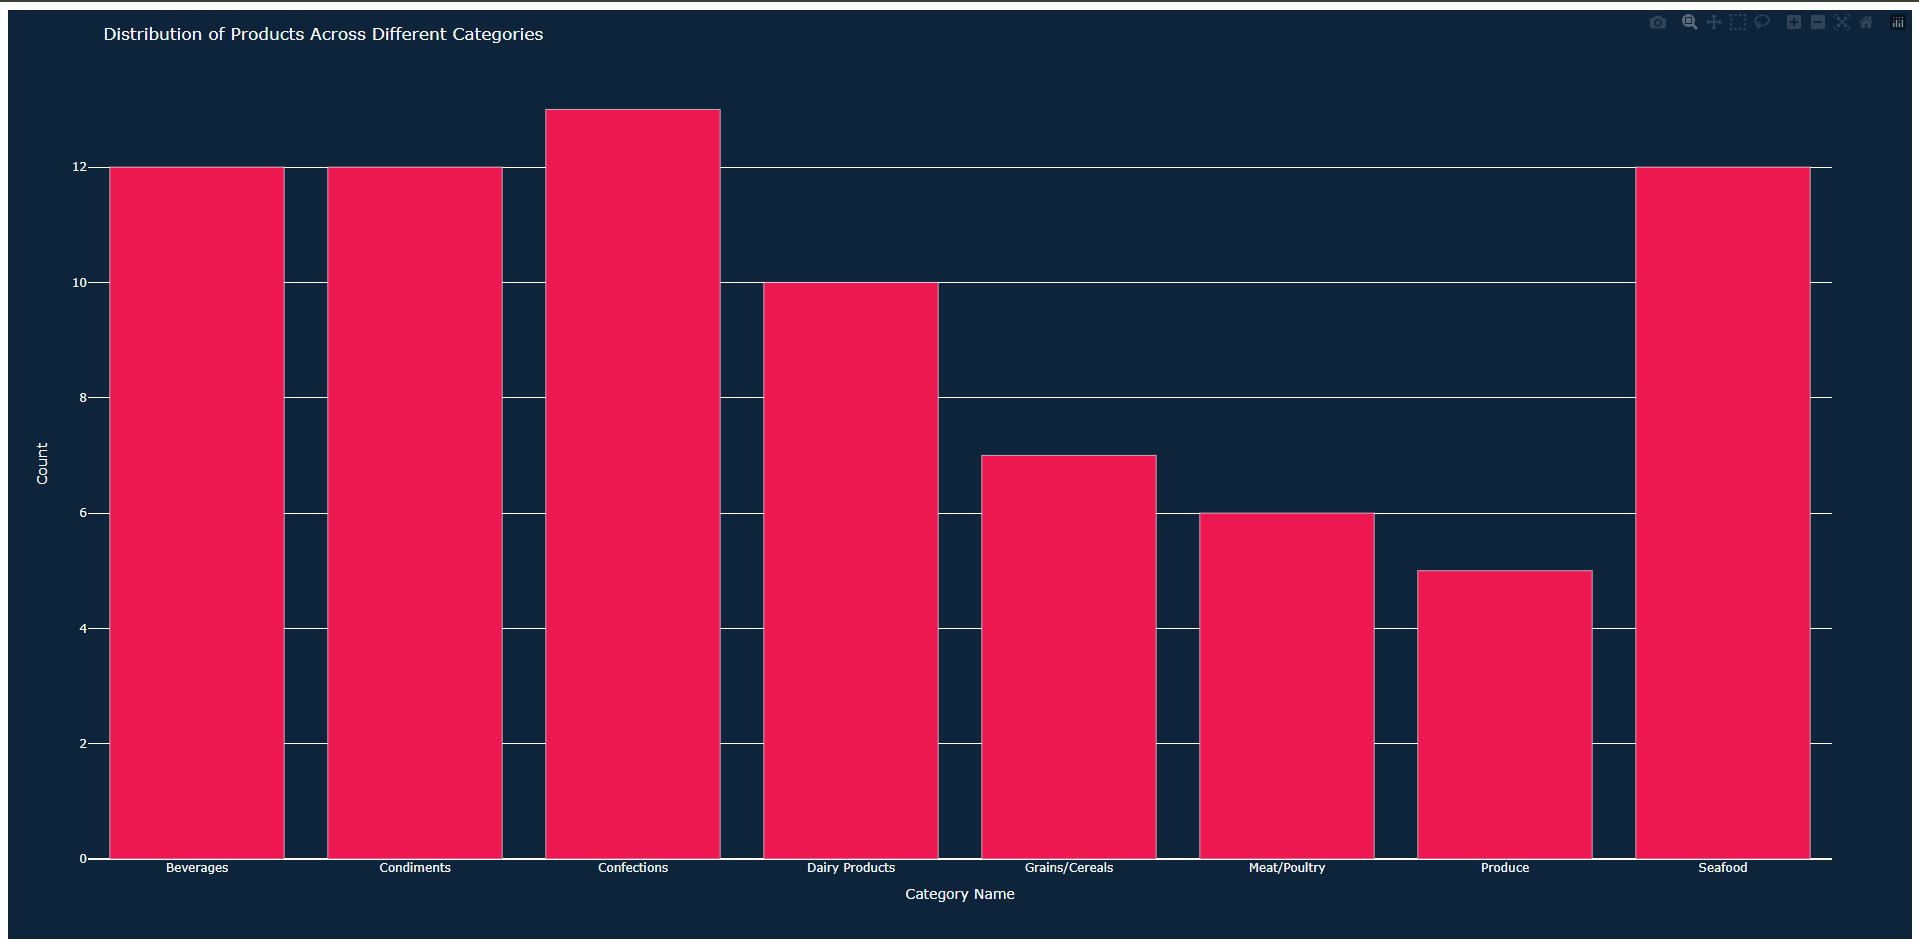 Distribution of Products Across Different Categories
12
10
8
6
4
2
0
Count
Beverages Condiments Confections Dairy Products Grains/Cereals Meat/Poultry Produce Seafood
Category Name